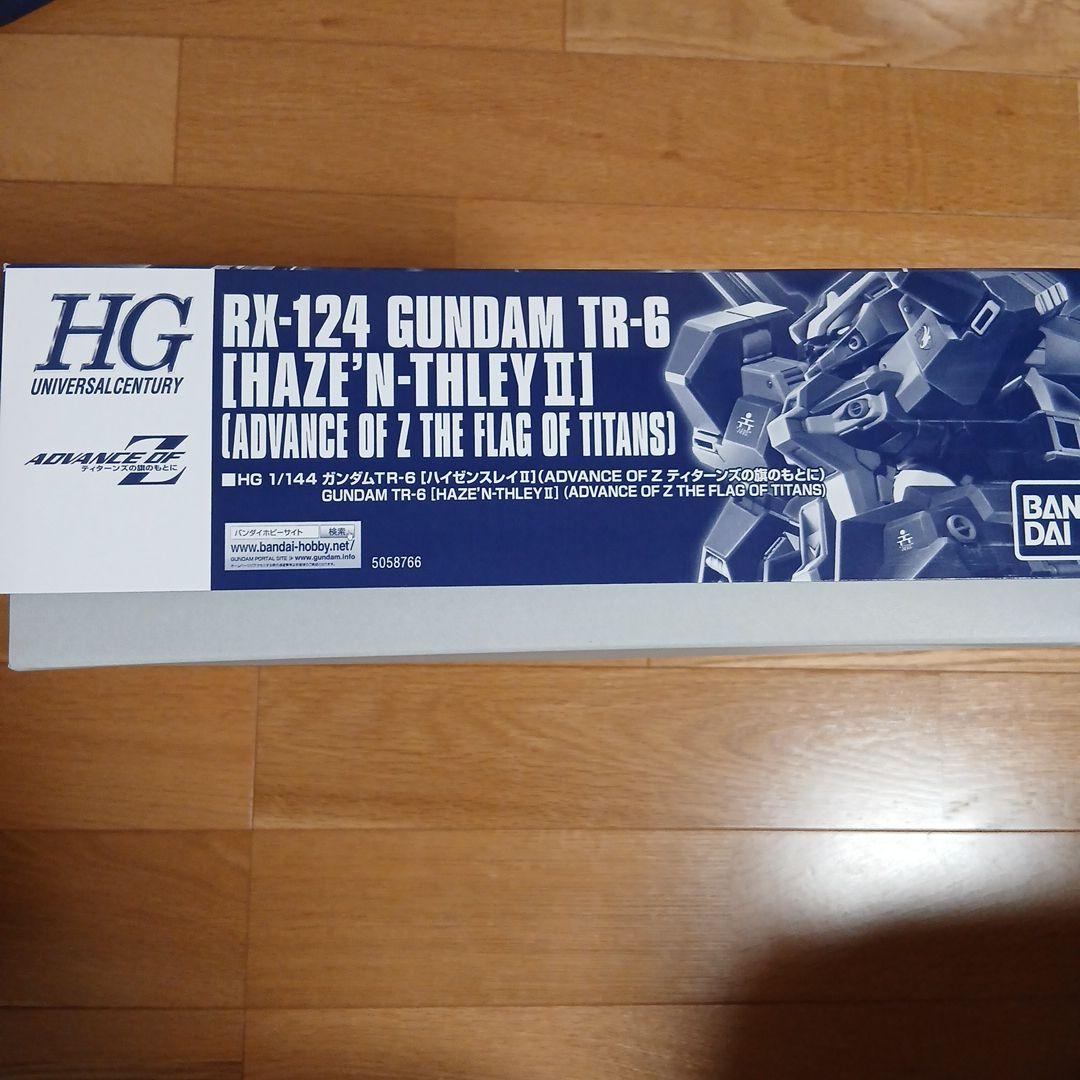 HG
UNIVERSAL CENTURY
ADVANCE OF Z
ティターンズの旗のもとに
RX-124 GUNDAM TR-6
[HAZE'N-THLEYⅡ]
(ADVANCE OF Z THE FLAG OF TITANS)
■HG 1/144 ガンダムTR-6 [ハイゼンスレイⅡ](ADVANCE OF Z ティターンズの旗のもとに)
GUNDAM TR-6 [HAZE'N-THLEYⅡ] (ADVANCE OF Z THE FLAG OF TITANS)
バンダイホビーサイト 検索
www.bandai-hobby.net/
GUNDAM PORTAL SITE ▷ www.gundam.info
5058766
BAN
DAI